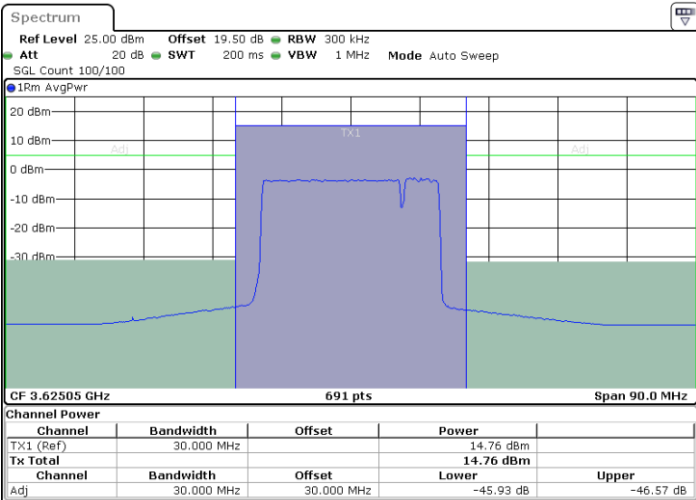 Spectrum
Ref Level 25.00 dBm Offset 19.50 dB RBW 300 kHz
Att 20 dB SWT 200 ms VBW 1 MHz Mode Auto Sweep
SGL Count 100/100
1Rm AvgPwr
20 dBm
TX1
10 dBm
Adj Adj
0 dBm
-10 dBm
-20 dBm
-30 dBm
CF 3.62505 GHz 691 pts Span 90.0 MHz
Channel Power
Channel Bandwidth Offset Power
TX1 (Ref) 30.000 MHz 14.76 dBm
Tx Total 14.76 dBm
Channel Bandwidth Offset Lower Upper
Adj 30.000 MHz 30.000 MHz -45.93 dB -46.57 dB